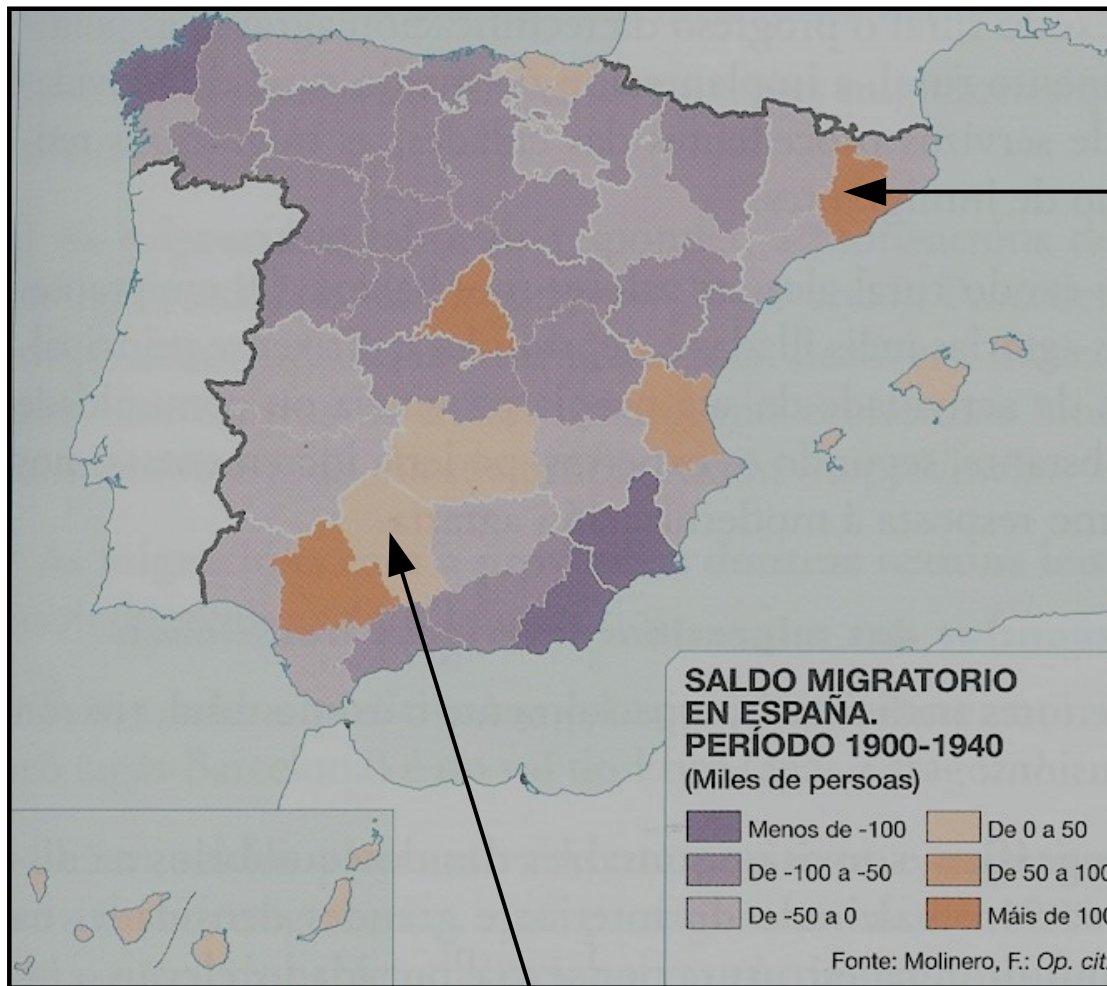 SALDO MIGRATORIO
EN ESPAÑA.
PERÍODO 1900-1940
(Miles de persoas)
Menos de -100
De 0 a 50
De -100 a -50
De 50 a 100
De -50 a 0
Máis de 100
Fonte: Molinero, F.: Op. cit.